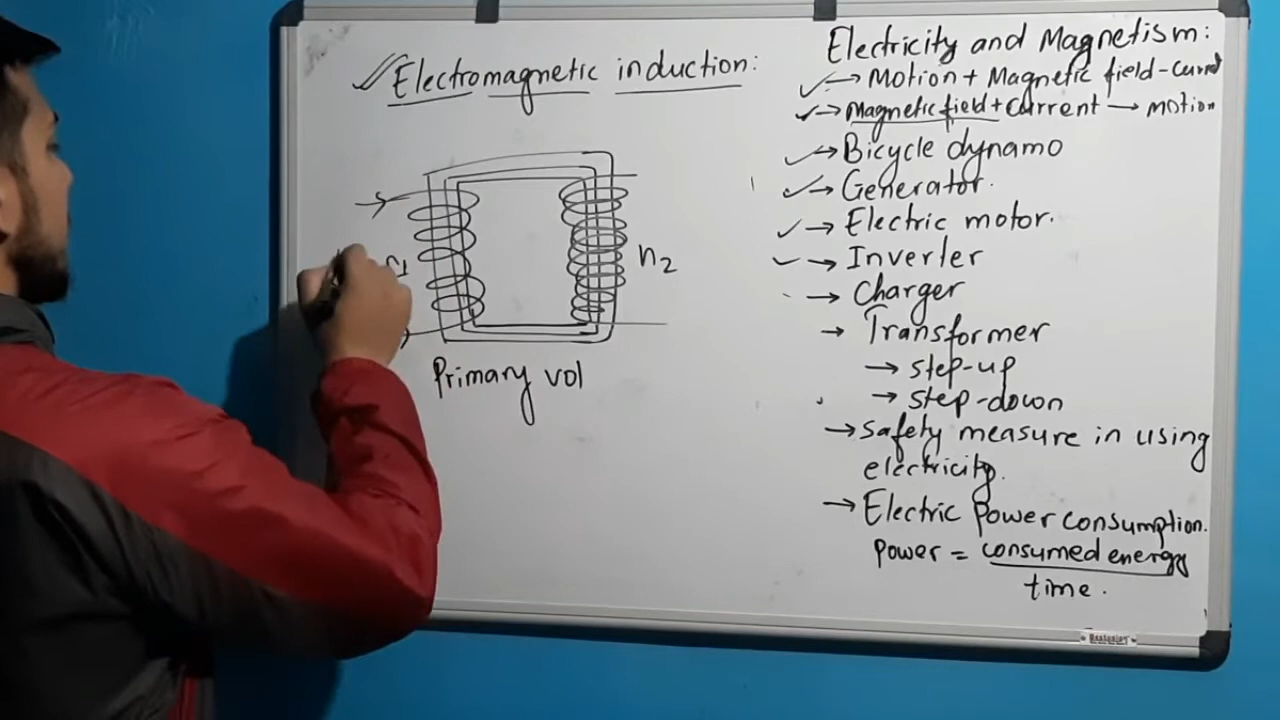 Electromagnetic induction:
n1
n2
Primary vol
Electricity and Magnetism:
→ Motion + Magnetic field - Current
→ Magnetic field + Current → motion
→ Bicycle dynamo
→ Generator.
→ Electric motor.
→ Inverter
→ Charger
→ Transformer
→ step-up
→ step-down
→ safety measure in using
electricity.
→ Electric Power consumption.
Power = consumed energy
time.